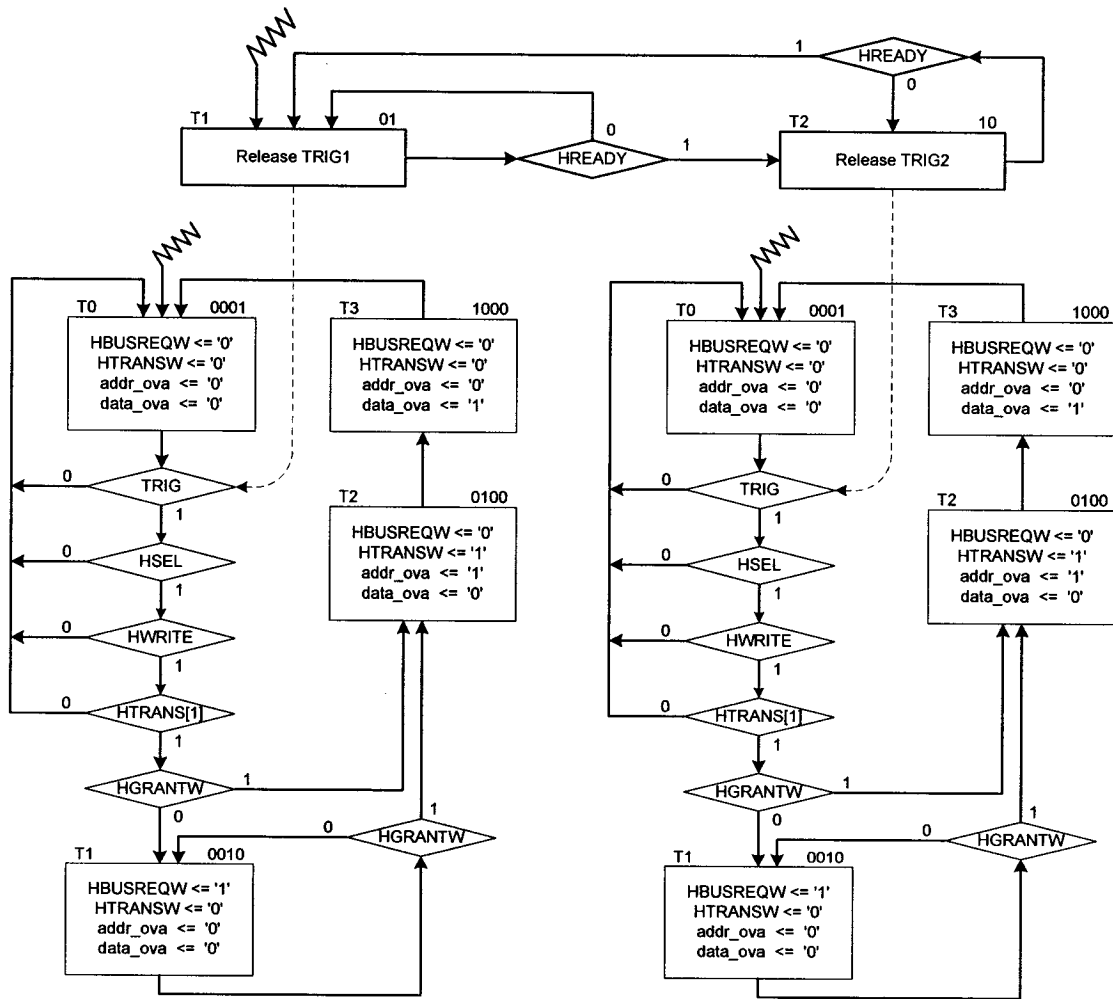 1
HREADY
0
T1
01
Release TRIG1
0
HREADY
1
T2
10
Release TRIG2
T0
0001
HBUSREQW <= '0'
HTRANSW <= '0'
addr_ova <= '0'
data_ova <= '0'
0
TRIG
1
0
HSEL
1
0
HWRITE
1
0
HTRANS[1]
1
HGRANTW
1
0
T1
0010
HBUSREQW <= '1'
HTRANSW <= '0'
addr_ova <= '0'
data_ova <= '0'
T3
1000
HBUSREQW <= '0'
HTRANSW <= '0'
addr_ova <= '0'
data_ova <= '1'
T2
0100
HBUSREQW <= '0'
HTRANSW <= '1'
addr_ova <= '1'
data_ova <= '0'
1
0
HGRANTW
T0
0001
HBUSREQW <= '0'
HTRANSW <= '0'
addr_ova <= '0'
data_ova <= '0'
0
TRIG
1
0
HSEL
1
0
HWRITE
1
0
HTRANS[1]
1
HGRANTW
1
0
T1
0010
HBUSREQW <= '1'
HTRANSW <= '0'
addr_ova <= '0'
data_ova <= '0'
T3
1000
HBUSREQW <= '0'
HTRANSW <= '0'
addr_ova <= '0'
data_ova <= '1'
T2
0100
HBUSREQW <= '0'
HTRANSW <= '1'
addr_ova <= '1'
data_ova <= '0'
1
0
HGRANTW